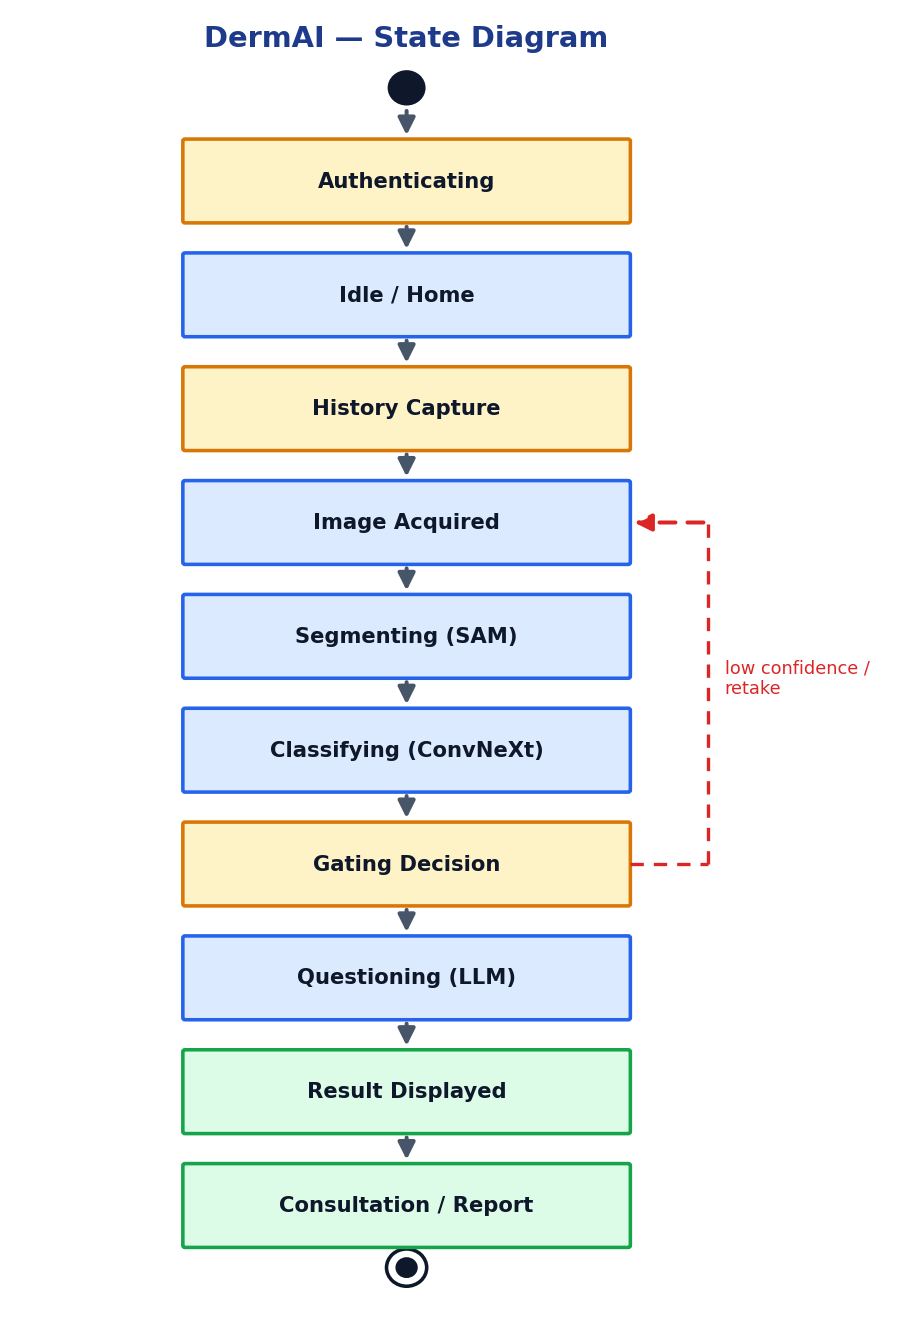 DermAI — State Diagram
Authenticating
Idle / Home
History Capture
Image Acquired
Segmenting (SAM)
low confidence /
retake
Classifying (ConvNeXt)
Gating Decision
Questioning (LLM)
Result Displayed
Consultation / Report